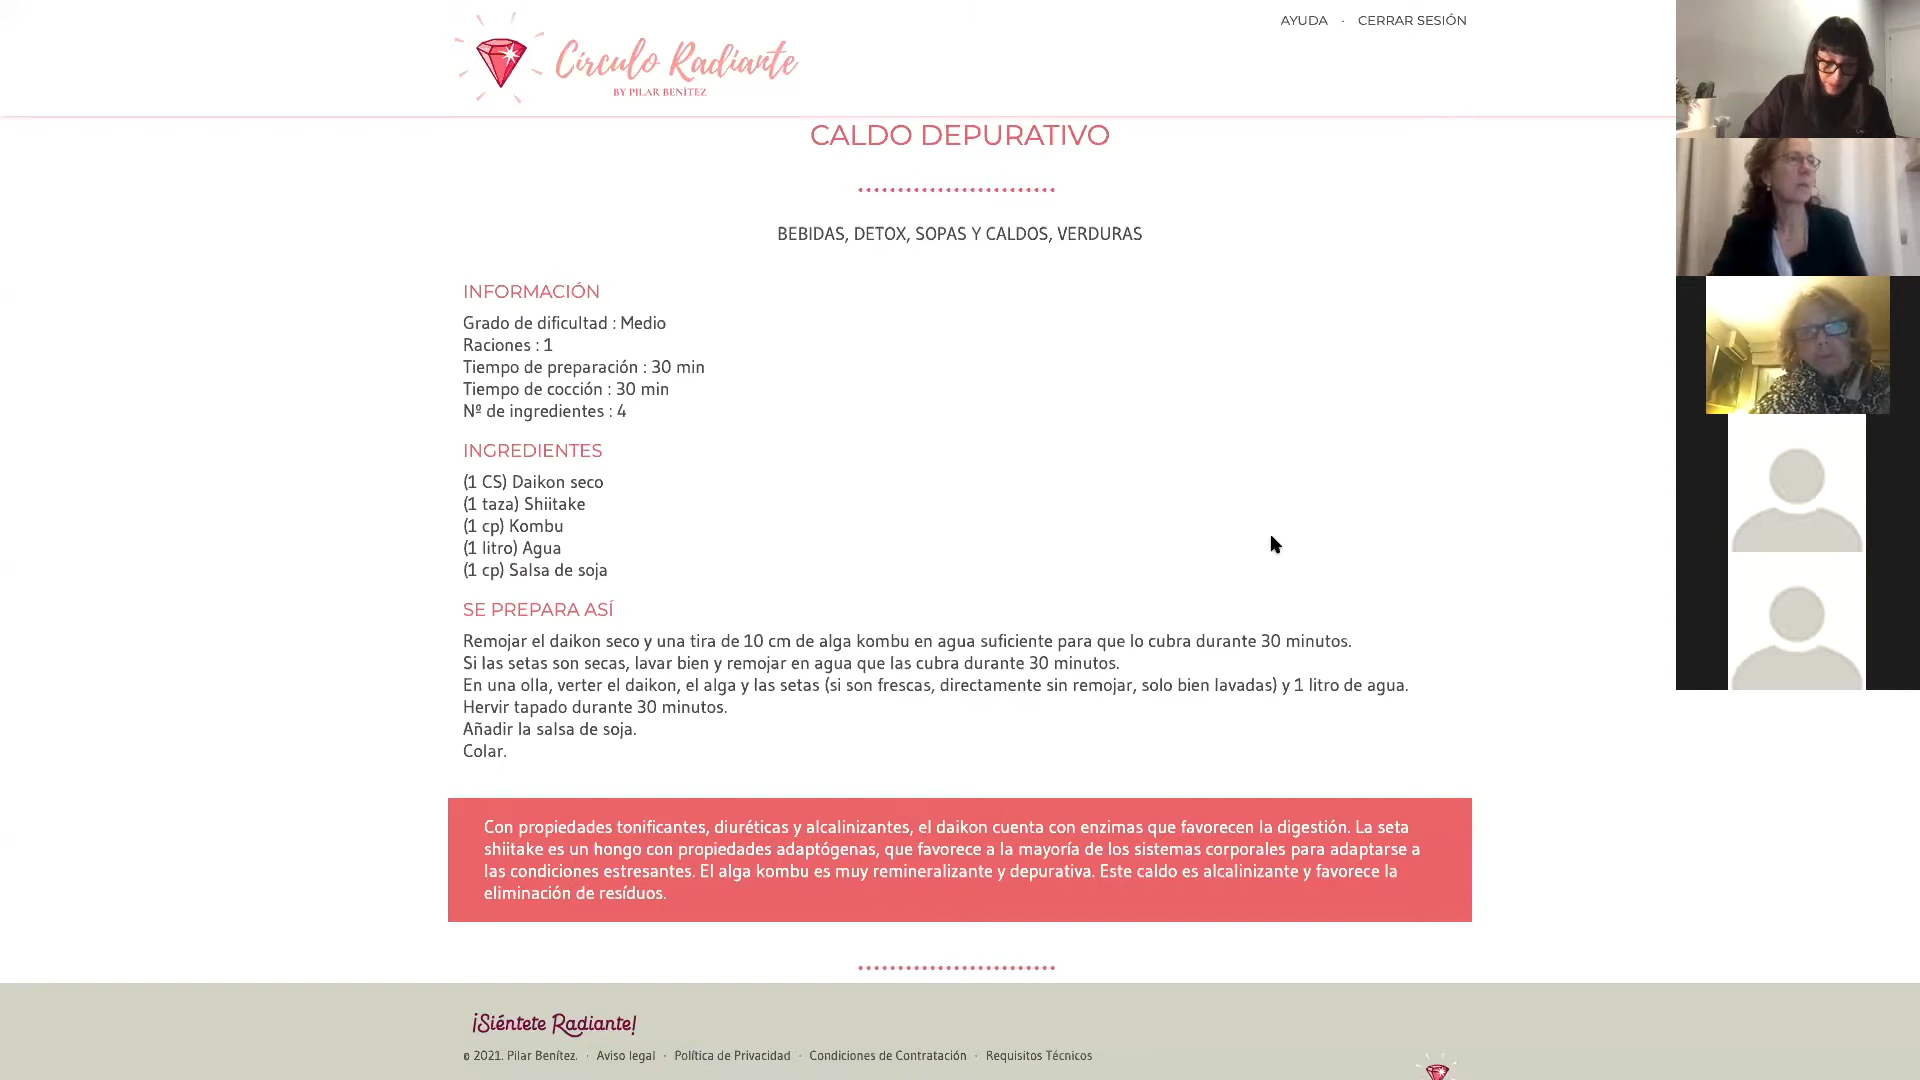 AYUDA · CERRAR SESIÓN
Círculo Radiante
BY PILAR BENÍTEZ
CALDO DEPURATIVO
BEBIDAS, DETOX, SOPAS Y CALDOS, VERDURAS
INFORMACIÓN
Grado de dificultad : Medio
Raciones : 1
Tiempo de preparación : 30 min
Tiempo de cocción : 30 min
Nº de ingredientes : 4
INGREDIENTES
(1 CS) Daikon seco
(1 taza) Shiitake
(1 cp) Kombu
(1 litro) Agua
(1 cp) Salsa de soja
SE PREPARA ASÍ
Remojar el daikon seco y una tira de 10 cm de alga kombu en agua suficiente para que lo cubra durante 30 minutos.
Si las setas son secas, lavar bien y remojar en agua que las cubra durante 30 minutos.
En una olla, verter el daikon, el alga y las setas (si son frescas, directamente sin remojar, solo bien lavadas) y 1 litro de agua.
Hervir tapado durante 30 minutos.
Añadir la salsa de soja.
Colar.
Con propiedades tonificantes, diuréticas y alcalinizantes, el daikon cuenta con enzimas que favorecen la digestión. La seta
shiitake es un hongo con propiedades adaptógenas, que favorece a la mayoría de los sistemas corporales para adaptarse a
las condiciones estresantes. El alga kombu es muy remineralizante y depurativa. Este caldo es alcalinizante y favorece la
eliminación de resíduos.
¡Siéntete Radiante!
© 2021. Pilar Benítez. · Aviso legal · Política de Privacidad · Condiciones de Contratación · Requisitos Técnicos